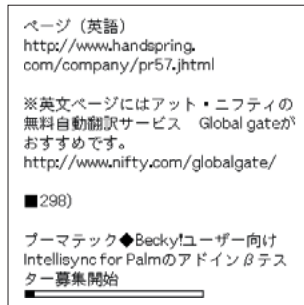 ページ（英語）
http://www.handspring.
com/company/pr57.jhtml
※英文ページにはアット・ニフティの
無料自動翻訳サービス　Global gateが
おすすめです。
http://www.nifty.com/globalgate/
■298)
プーマテック◆Becky!ユーザー向け
Intellisync for Palmのアドインβテスター募集開始